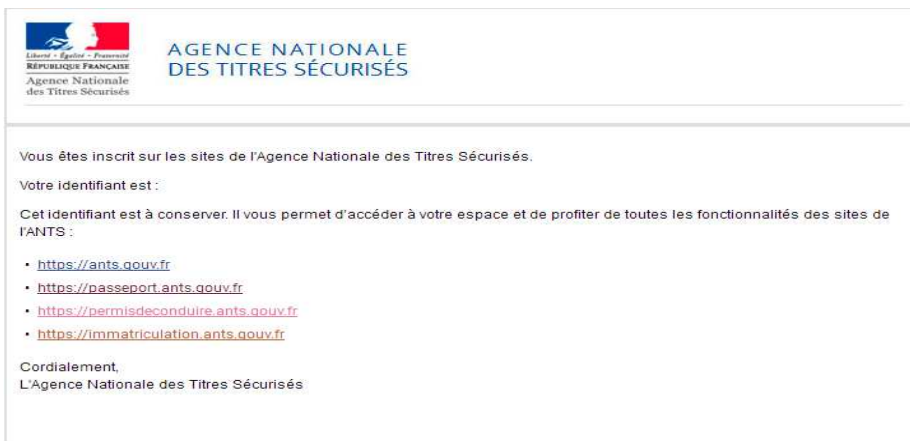 Liberté • Égalité • Fraternité
RÉPUBLIQUE FRANÇAISE
Agence Nationale
des Titres Sécurisés
AGENCE NATIONALE
DES TITRES SÉCURISÉS
Vous êtes inscrit sur les sites de l'Agence Nationale des Titres Sécurisés.
Votre identifiant est :
Cet identifiant est à conserver. Il vous permet d'accéder à votre espace et de profiter de toutes les fonctionnalités des sites de
l'ANTS :
• https://ants.gouv.fr
• https://passeport.ants.gouv.fr
• https://permisdeconduire.ants.gouv.fr
• https://immatriculation.ants.gouv.fr
Cordialement,
L'Agence Nationale des Titres Sécurisés